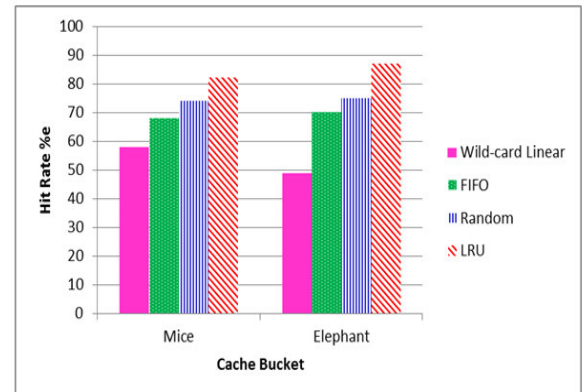 100
90
80
70
60
50
40
30
20
10
0
Hit Rate %e
Mice
Elephant
Cache Bucket
Wild-card Linear
FIFO
Random
LRU